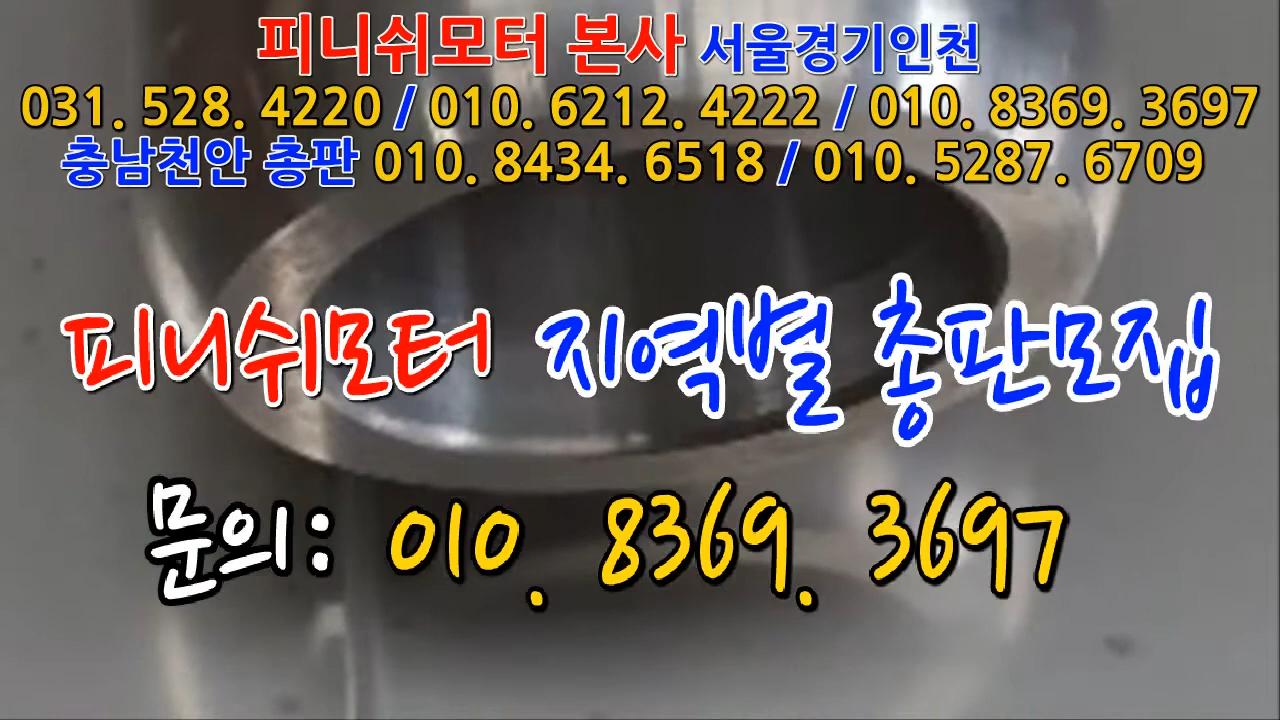 피니쉬모터 본사 서울경기인천
031. 528. 4220 / 010. 6212. 4222 / 010. 8369. 3697
충남천안 총판 010. 8434. 6518 / 010. 5287. 6709
피니쉬모터 지역별 총판모집
문의: 010. 8369. 3697